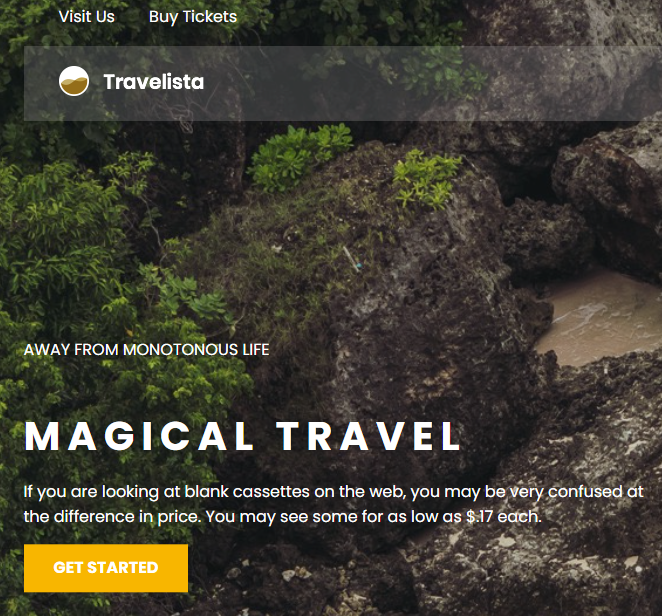 Visit Us Buy Tickets
Travelista
AWAY FROM MONOTONOUS LIFE
MAGICAL TRAVEL
If you are looking at blank cassettes on the web, you may be very confused at
the difference in price. You may see some for as low as $.17 each.
GET STARTED